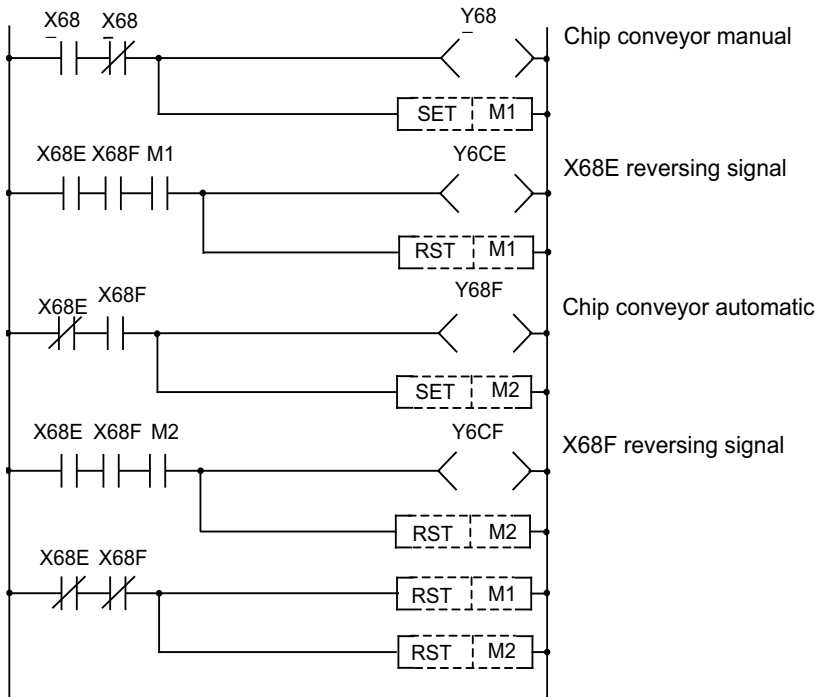 X68 X68 Y68
Chip conveyor manual
SET M1
X68E X68F M1 Y6CE
X68E reversing signal
RST M1
X68E X68F Y68F
Chip conveyor automatic
SET M2
X68E X68F M2 Y6CF
X68F reversing signal
RST M2
X68E X68F
RST M1
RST M2